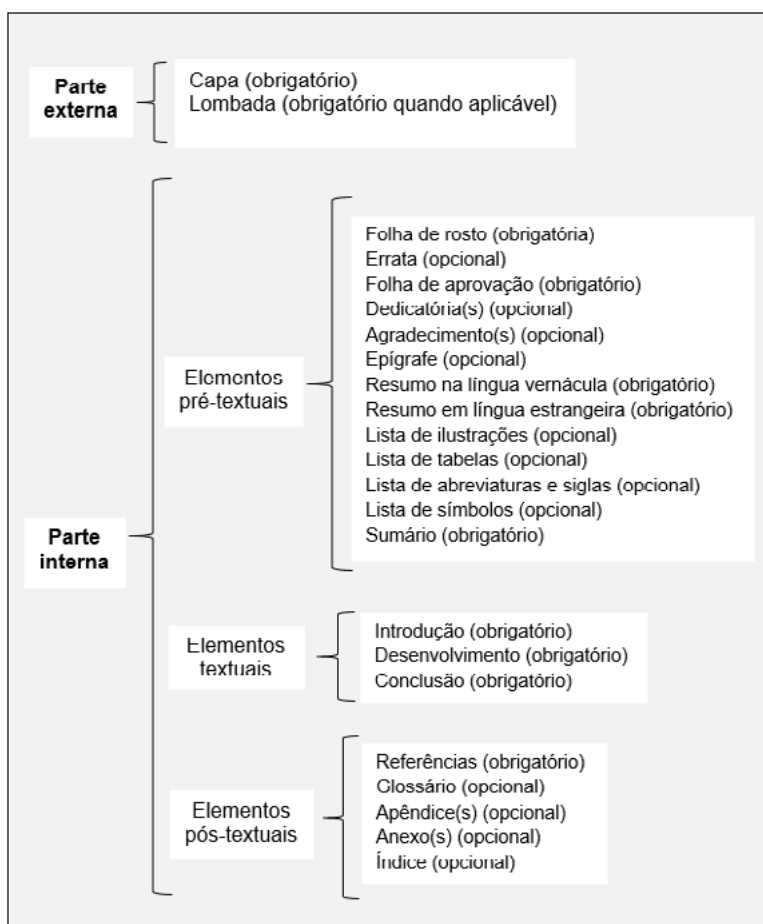 Parte
externa
Capa (obrigatório)
Lombada (obrigatório quando aplicável)
Parte
interna
Elementos
pré-textuais
Folha de rosto (obrigatória)
Errata (opcional)
Folha de aprovação (obrigatório)
Dedicatória(s) (opcional)
Agradecimento(s) (opcional)
Epígrafe (opcional)
Resumo na língua vernácula (obrigatório)
Resumo em língua estrangeira (obrigatório)
Lista de ilustrações (opcional)
Lista de tabelas (opcional)
Lista de abreviaturas e siglas (opcional)
Lista de símbolos (opcional)
Sumário (obrigatório)
Elementos
textuais
Introdução (obrigatório)
Desenvolvimento (obrigatório)
Conclusão (obrigatório)
Elementos
pós-textuais
Referências (obrigatório)
Glossário (opcional)
Apêndice(s) (opcional)
Anexo(s) (opcional)
Índice (opcional)